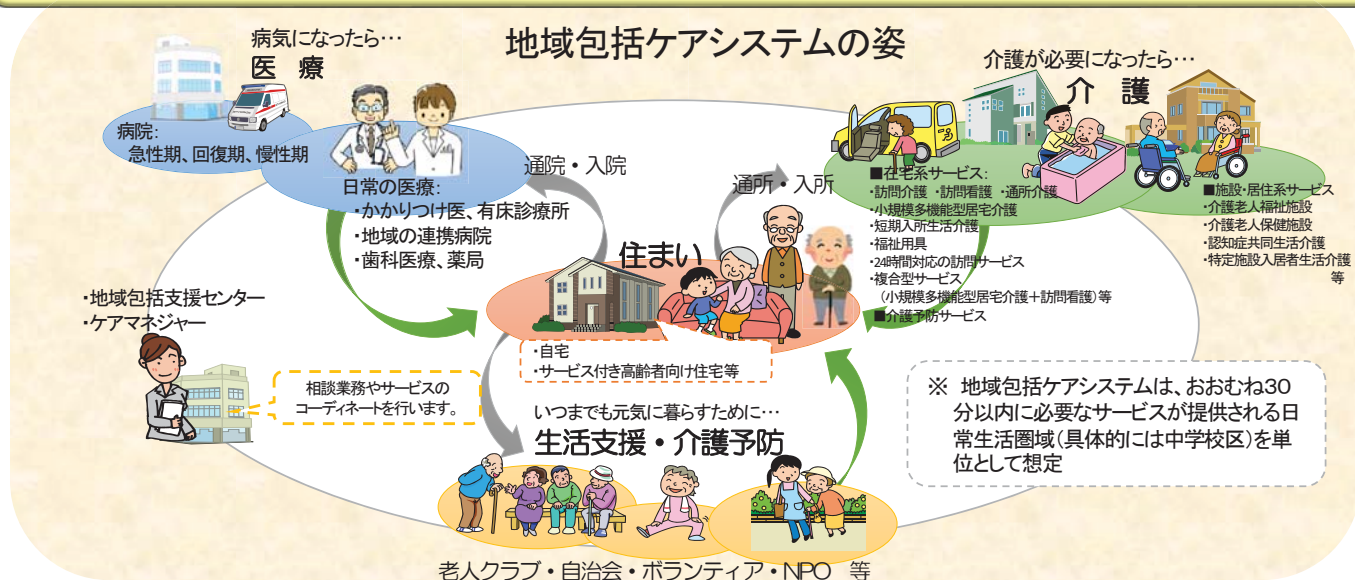 地域包括ケアシステムの姿
病気になったら…
医 療
病院:
急性期、回復期、慢性期
日常の医療:
・かかりつけ医、有床診療所
・地域の連携病院
・歯科医療、薬局
通院・入院
通所・入所
介護が必要になったら…
介 護
■在宅系サービス:
・訪問介護 ・訪問看護 ・通所介護
・小規模多機能型居宅介護
・短期入所生活介護
・福祉用具
・24時間対応の訪問サービス
・複合型サービス
(小規模多機能型居宅介護+訪問看護)等
■介護予防サービス
■施設・居住系サービス
・介護老人福祉施設
・介護老人保健施設
・認知症共同生活介護
・特定施設入居者生活介護
等
住まい
・自宅
・サービス付き高齢者向け住宅等
・地域包括支援センター
・ケアマネジャー
相談業務やサービスの
コーディネートを行います。
いつまでも元気に暮らすために…
生活支援・介護予防
老人クラブ・自治会・ボランティア・NPO 等
※ 地域包括ケアシステムは、おおむね30
分以内に必要なサービスが提供される日
常生活圏域(具体的には中学校区)を単
位として想定